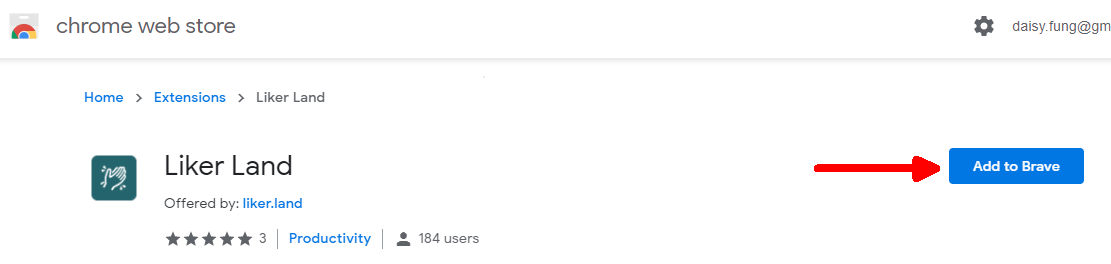 chrome web store daisy.fung@gm
Home > Extensions > Liker Land
Liker Land
Add to Brave
Offered by: liker.land
3 | Productivity | 184 users